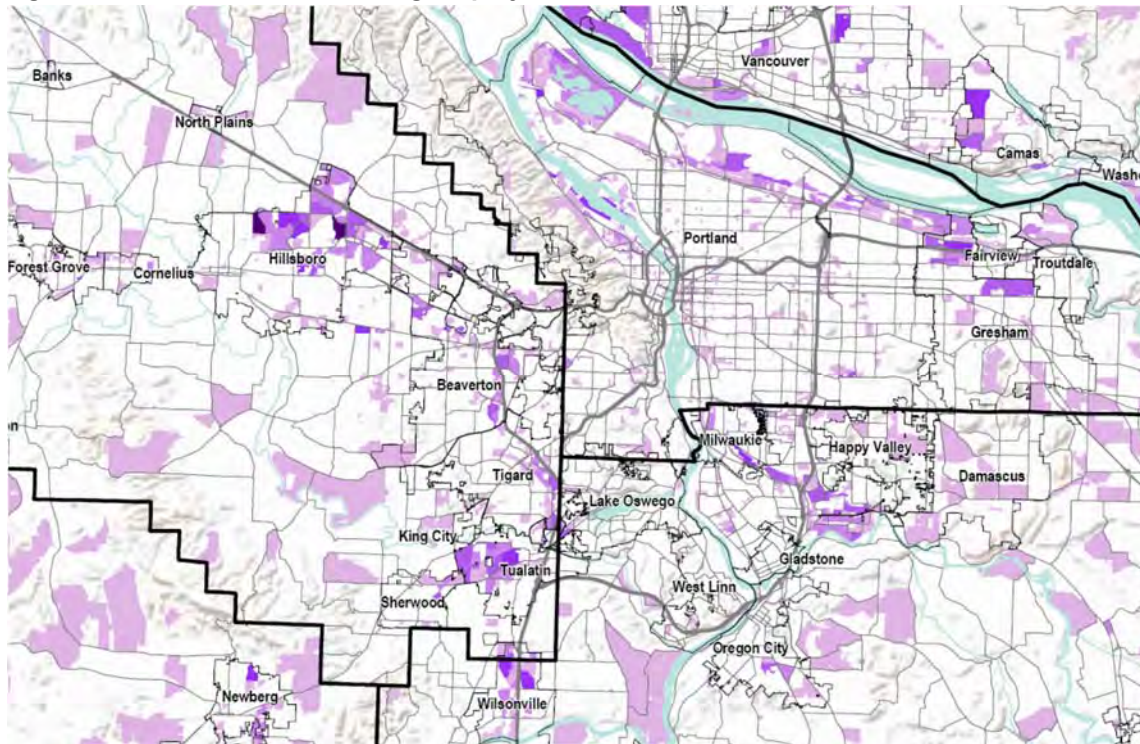 Banks
Vancouver
North Plains
Camas
Portland
Hillsboro
Fairview
Troutdale
Forest Grove
Cornelius
Gresham
Beaverton
Milwaukie
Happy Valley
Tigard
Damascus
Lake Oswego
King City
Tualatin
Gladstone
West Linn
Sherwood
Oregon City
Newberg
Wilsonville